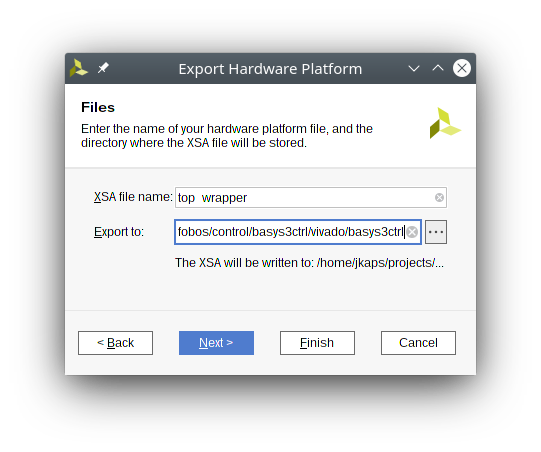 Export Hardware Platform
Files
Enter the name of your hardware platform file, and the
directory where the XSA file will be stored.
XSA file name: top_wrapper
Export to: fobos/control/basys3ctrl/vivado/basys3ctrl
The XSA will be written to: /home/jkaps/projects/...
< Back Next > Finish Cancel